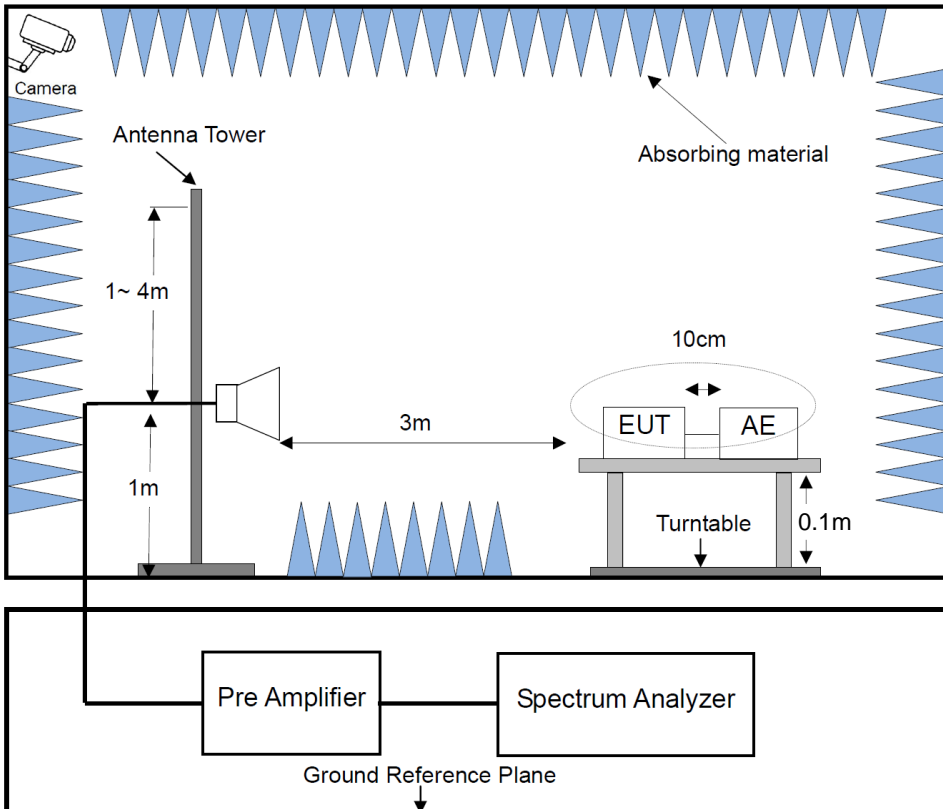 Camera
Antenna Tower
Absorbing material
1~ 4m
10cm
3m
EUT
AE
1m
Turntable
0.1m
Pre Amplifier
Spectrum Analyzer
Ground Reference Plane